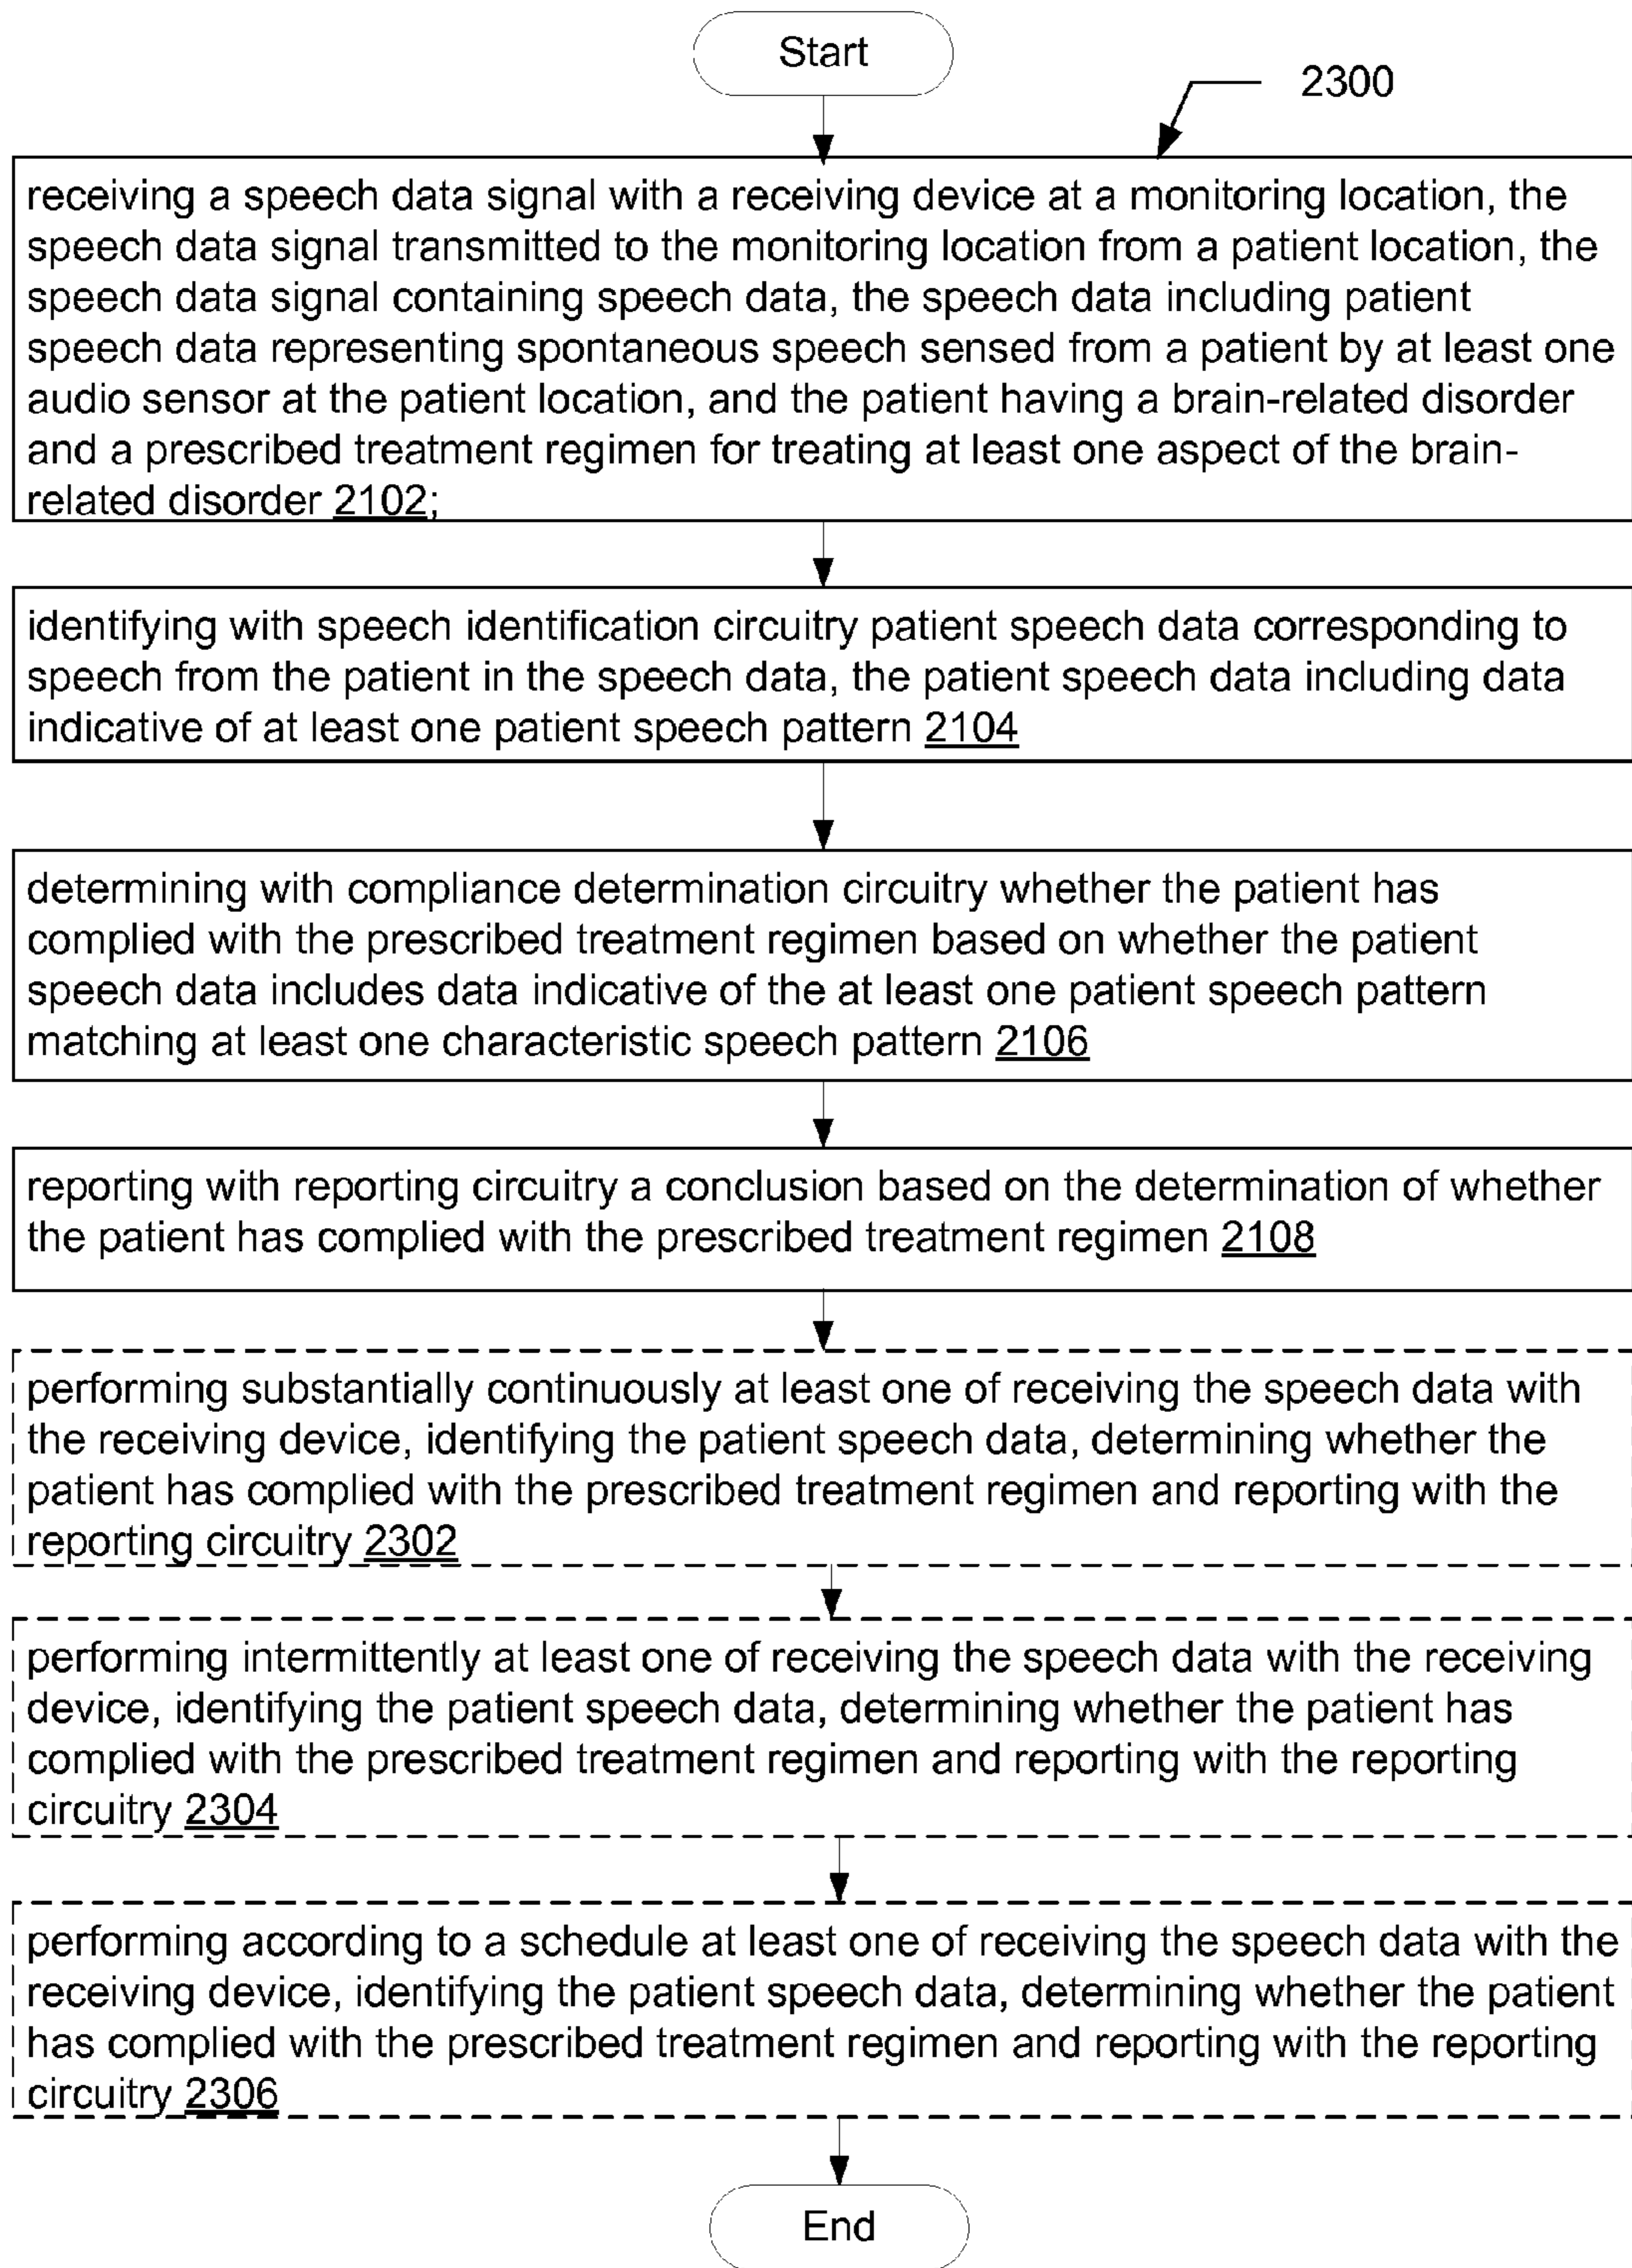 Start
2300
receiving a speech data signal with a receiving device at a monitoring location, the
speech data signal transmitted to the monitoring location from a patient location, the
speech data signal containing speech data, the speech data including patient
speech data representing spontaneous speech sensed from a patient by at least one
audio sensor at the patient location, and the patient having a brain-related disorder
and a prescribed treatment regimen for treating at least one aspect of the brain-
related disorder 2102;
identifying with speech identification circuitry patient speech data corresponding to
speech from the patient in the speech data, the patient speech data including data
indicative of at least one patient speech pattern 2104
determining with compliance determination circuitry whether the patient has
complied with the prescribed treatment regimen based on whether the patient
speech data includes data indicative of the at least one patient speech pattern
matching at least one characteristic speech pattern 2106
reporting with reporting circuitry a conclusion based on the determination of whether
the patient has complied with the prescribed treatment regimen 2108
performing substantially continuously at least one of receiving the speech data with
the receiving device, identifying the patient speech data, determining whether the
patient has complied with the prescribed treatment regimen and reporting with the
reporting circuitry 2302
performing intermittently at least one of receiving the speech data with the receiving
device, identifying the patient speech data, determining whether the patient has
complied with the prescribed treatment regimen and reporting with the reporting
circuitry 2304
performing according to a schedule at least one of receiving the speech data with the
receiving device, identifying the patient speech data, determining whether the patient
has complied with the prescribed treatment regimen and reporting with the reporting
circuitry 2306
End